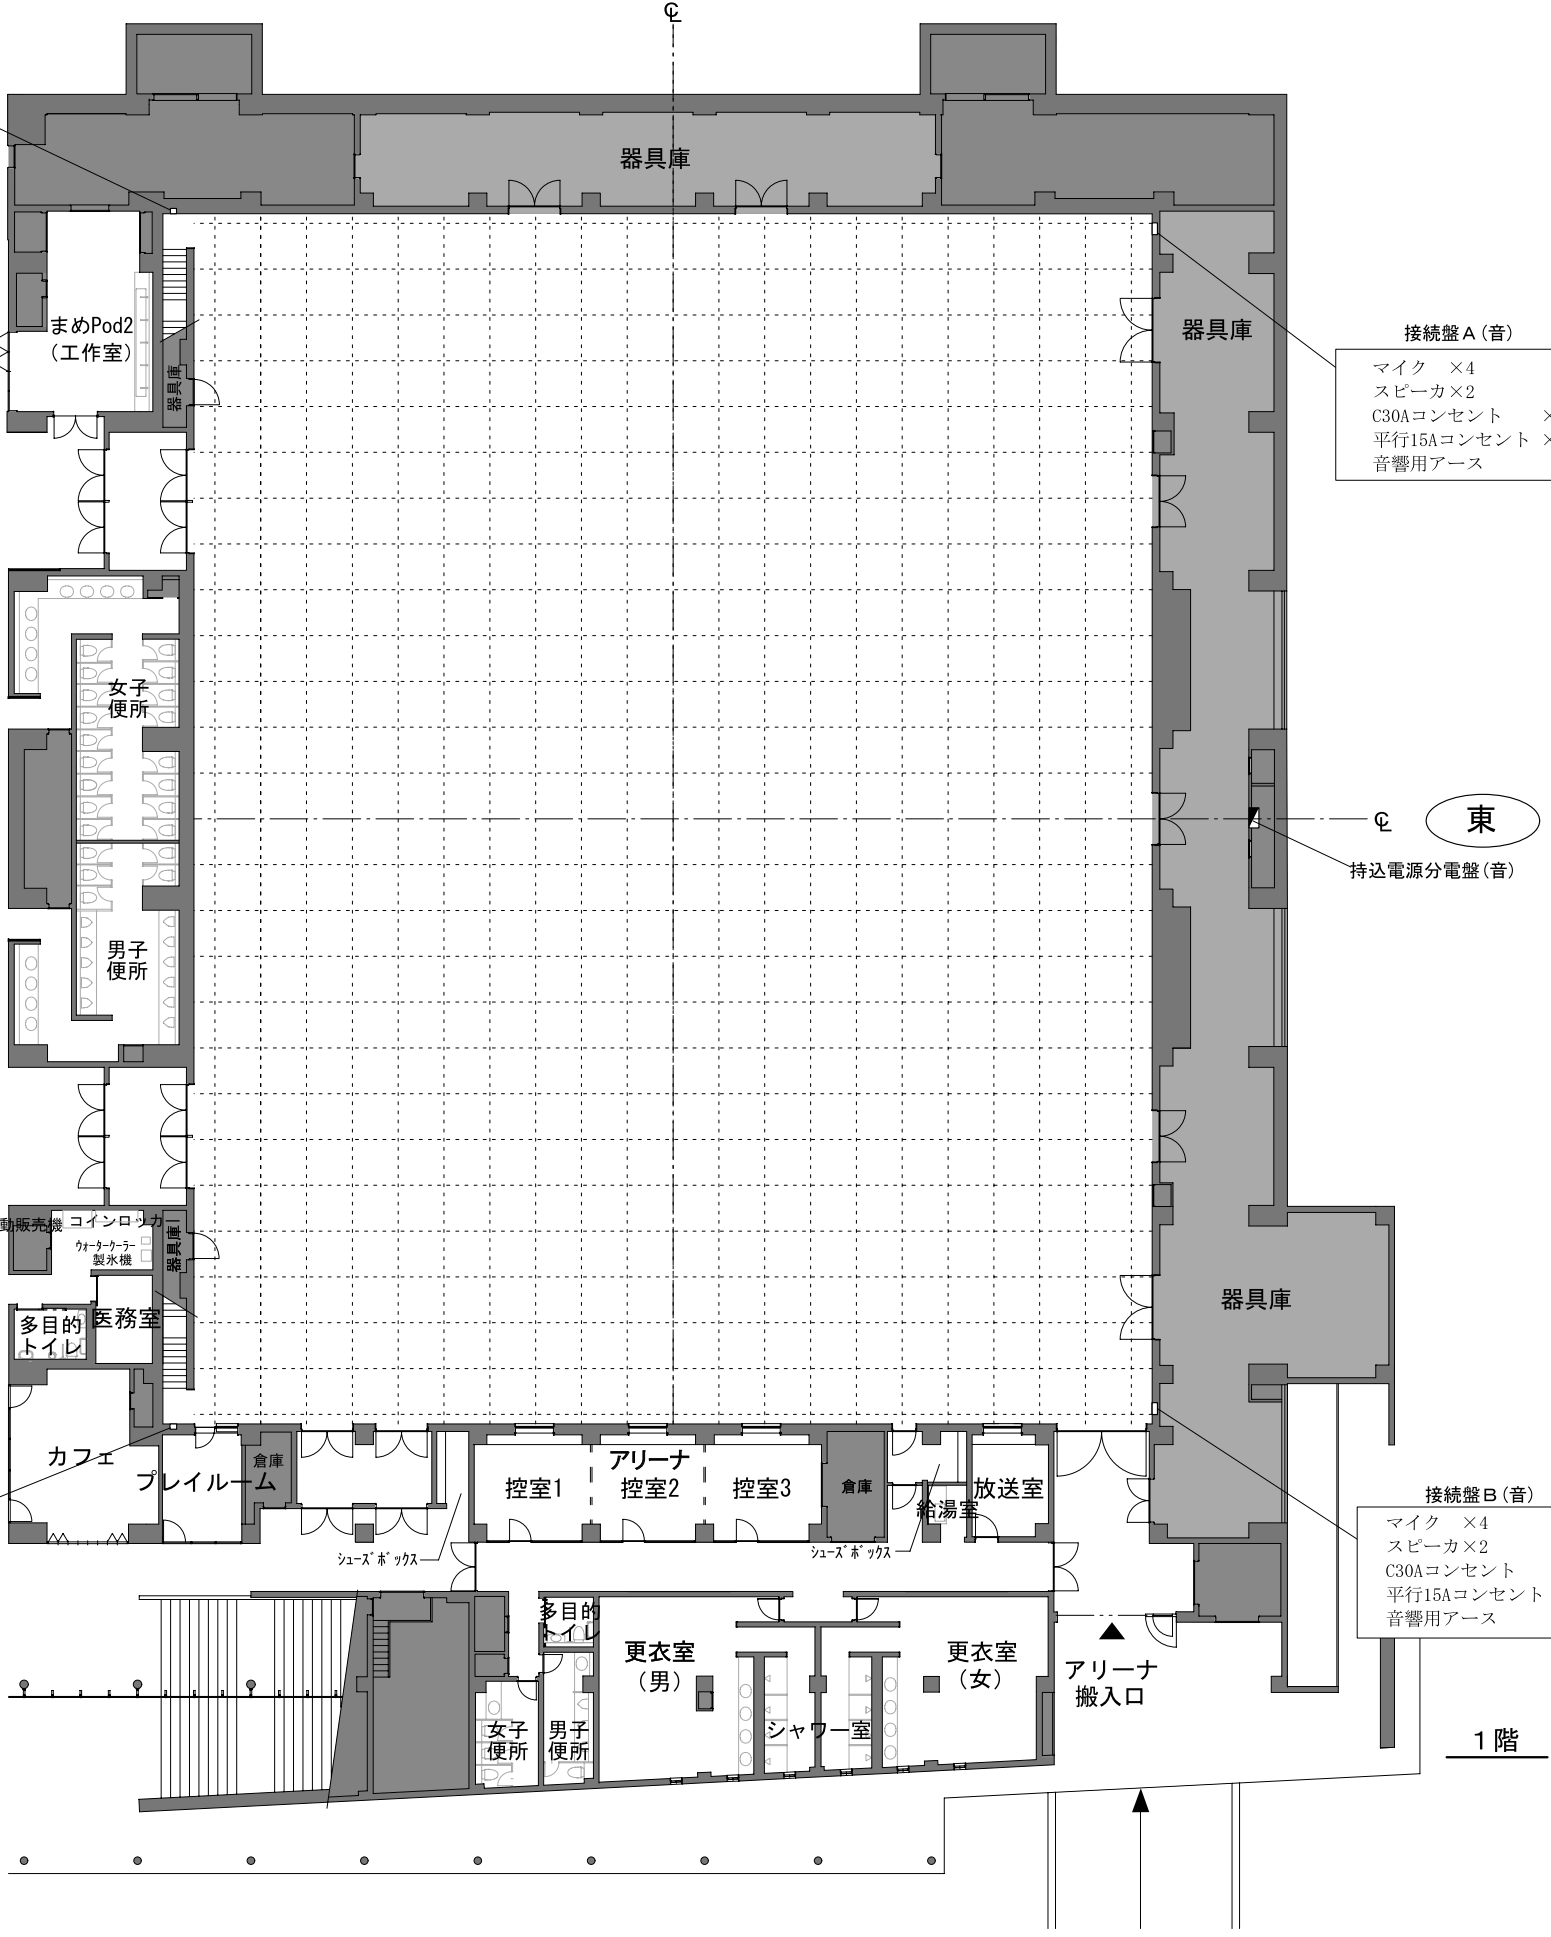 ℄
器具庫
まめPod2
(工作室)
器具庫
器具庫
接続盤A(音)
マイク ×4
スピーカ×2
C30Aコンセント ×
平行15Aコンセント ×
音響用アース
女子
便所
℄
東
持込電源分電盤(音)
男子
便所
動販売機
コインロッカー
ウォータークーラー
製氷機
器具庫
医務室
多目的
トイレ
器具庫
カフェ
プレイルーム
倉庫
アリーナ
控室1
控室2
控室3
倉庫
給湯室
放送室
シューズボックス
シューズボックス
接続盤B(音)
マイク ×4
スピーカ×2
C30Aコンセント
平行15Aコンセント
音響用アース
多目的
トイレ
更衣室
(男)
更衣室
(女)
アリーナ
搬入口
女子
便所
男子
便所
シャワー室
1階